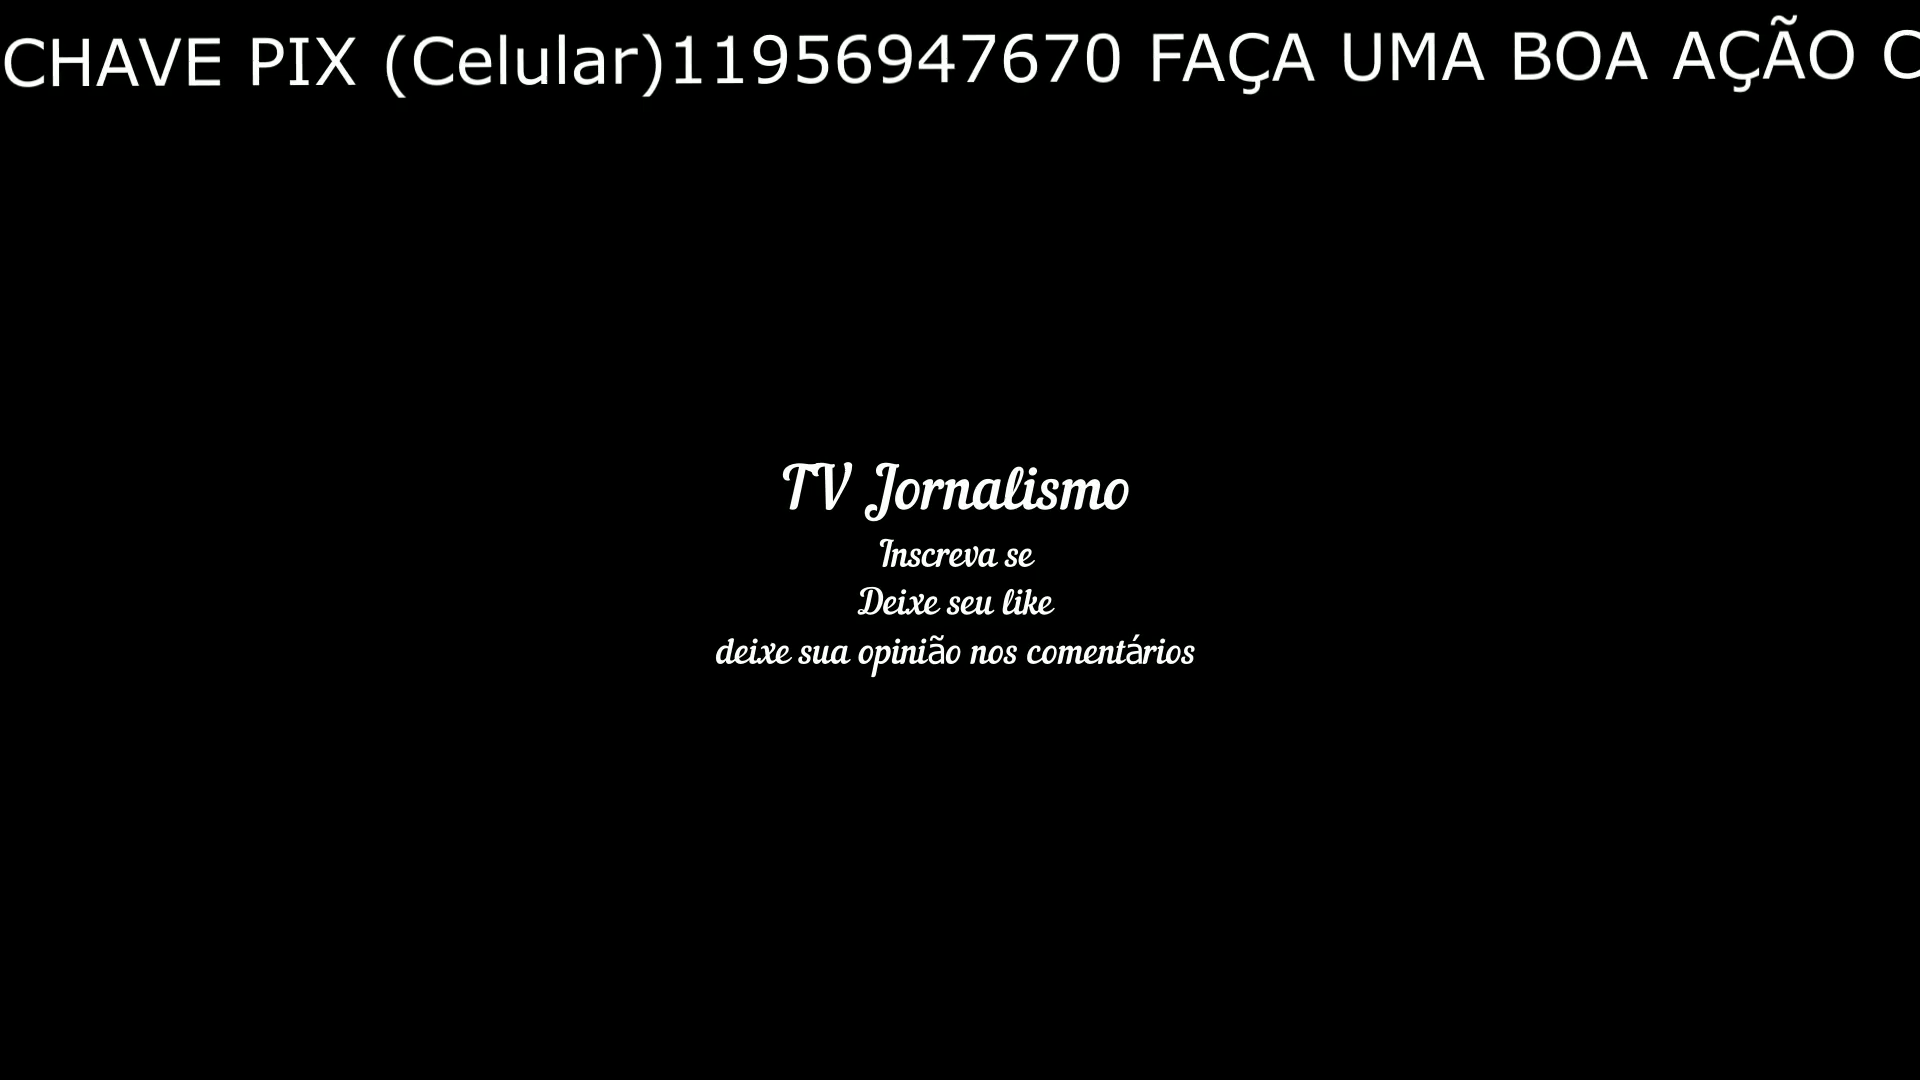 CHAVE PIX (Celular)11956947670 FAÇA UMA BOA AÇÃO
TV Jornalismo
Inscreva se
Deixe seu like
deixe sua opinião nos comentários